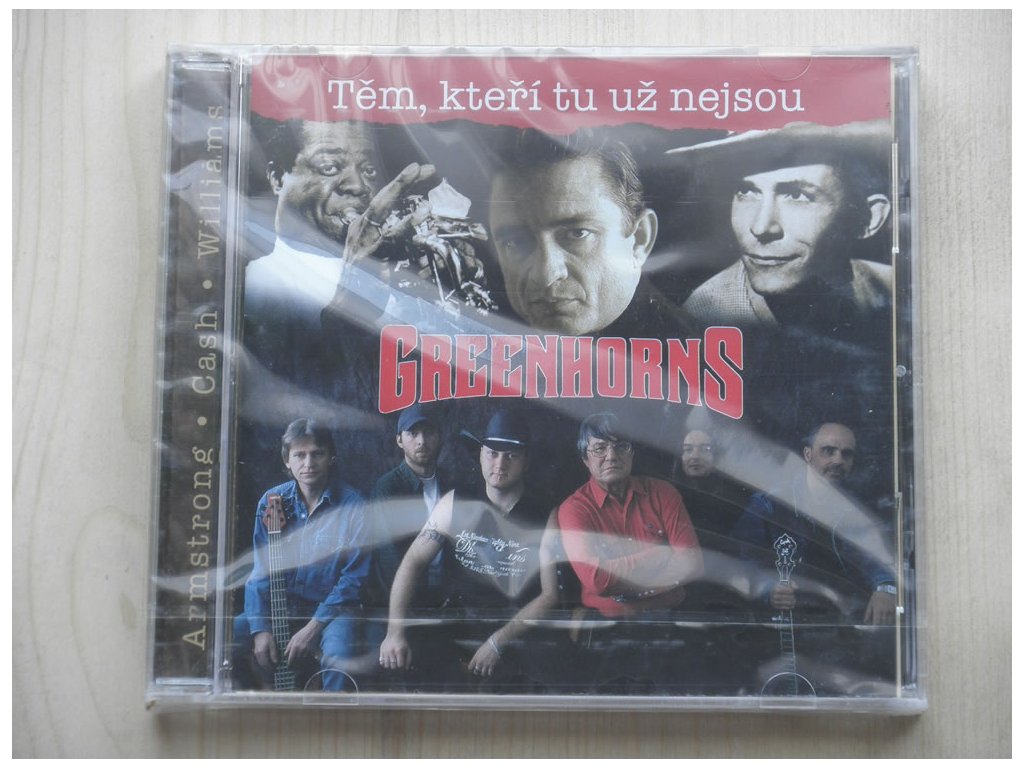 Těm, kteří tu už nejsou
GREENHORNS
Armstrong • Cash • Williams